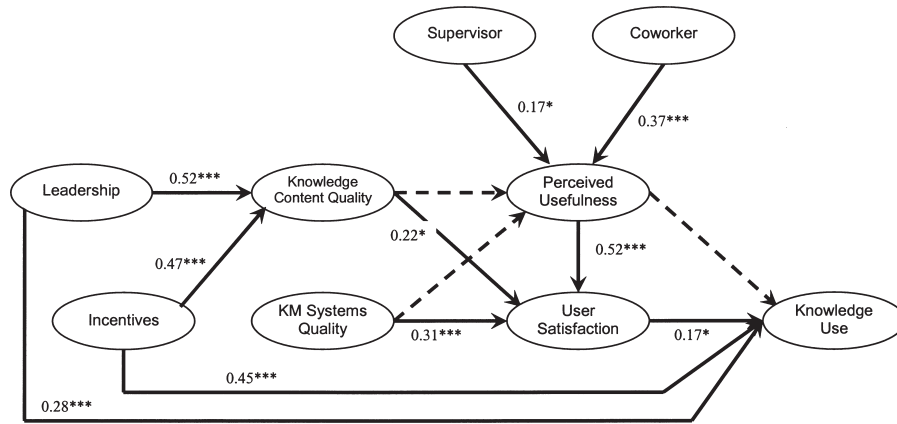 Supervisor
Coworker
0.17*
0.37***
Leadership
0.52***
Knowledge
Content Quality
Perceived
Usefulness
0.22*
0.47***
0.52***
Incentives
KM Systems
Quality
0.31***
User
Satisfaction
0.17*
Knowledge
Use
0.45***
0.28***